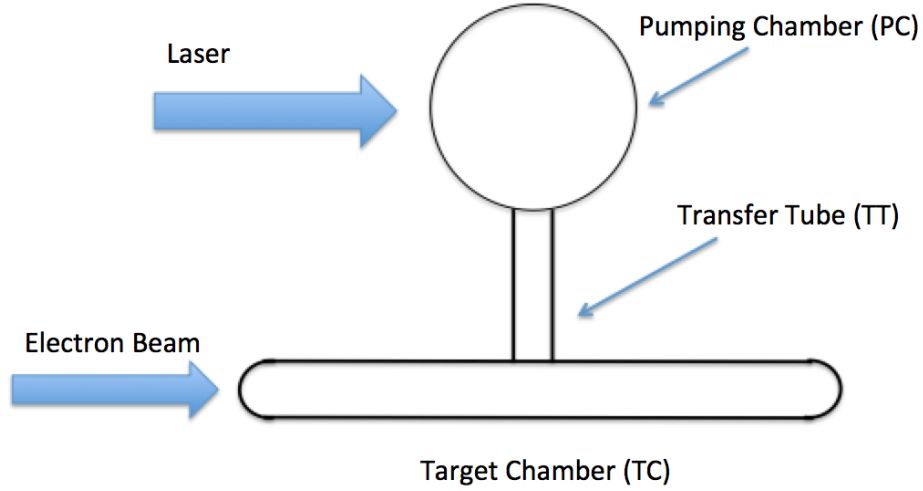 Pumping Chamber (PC)
Laser
Transfer Tube (TT)
Electron Beam
Target Chamber (TC)